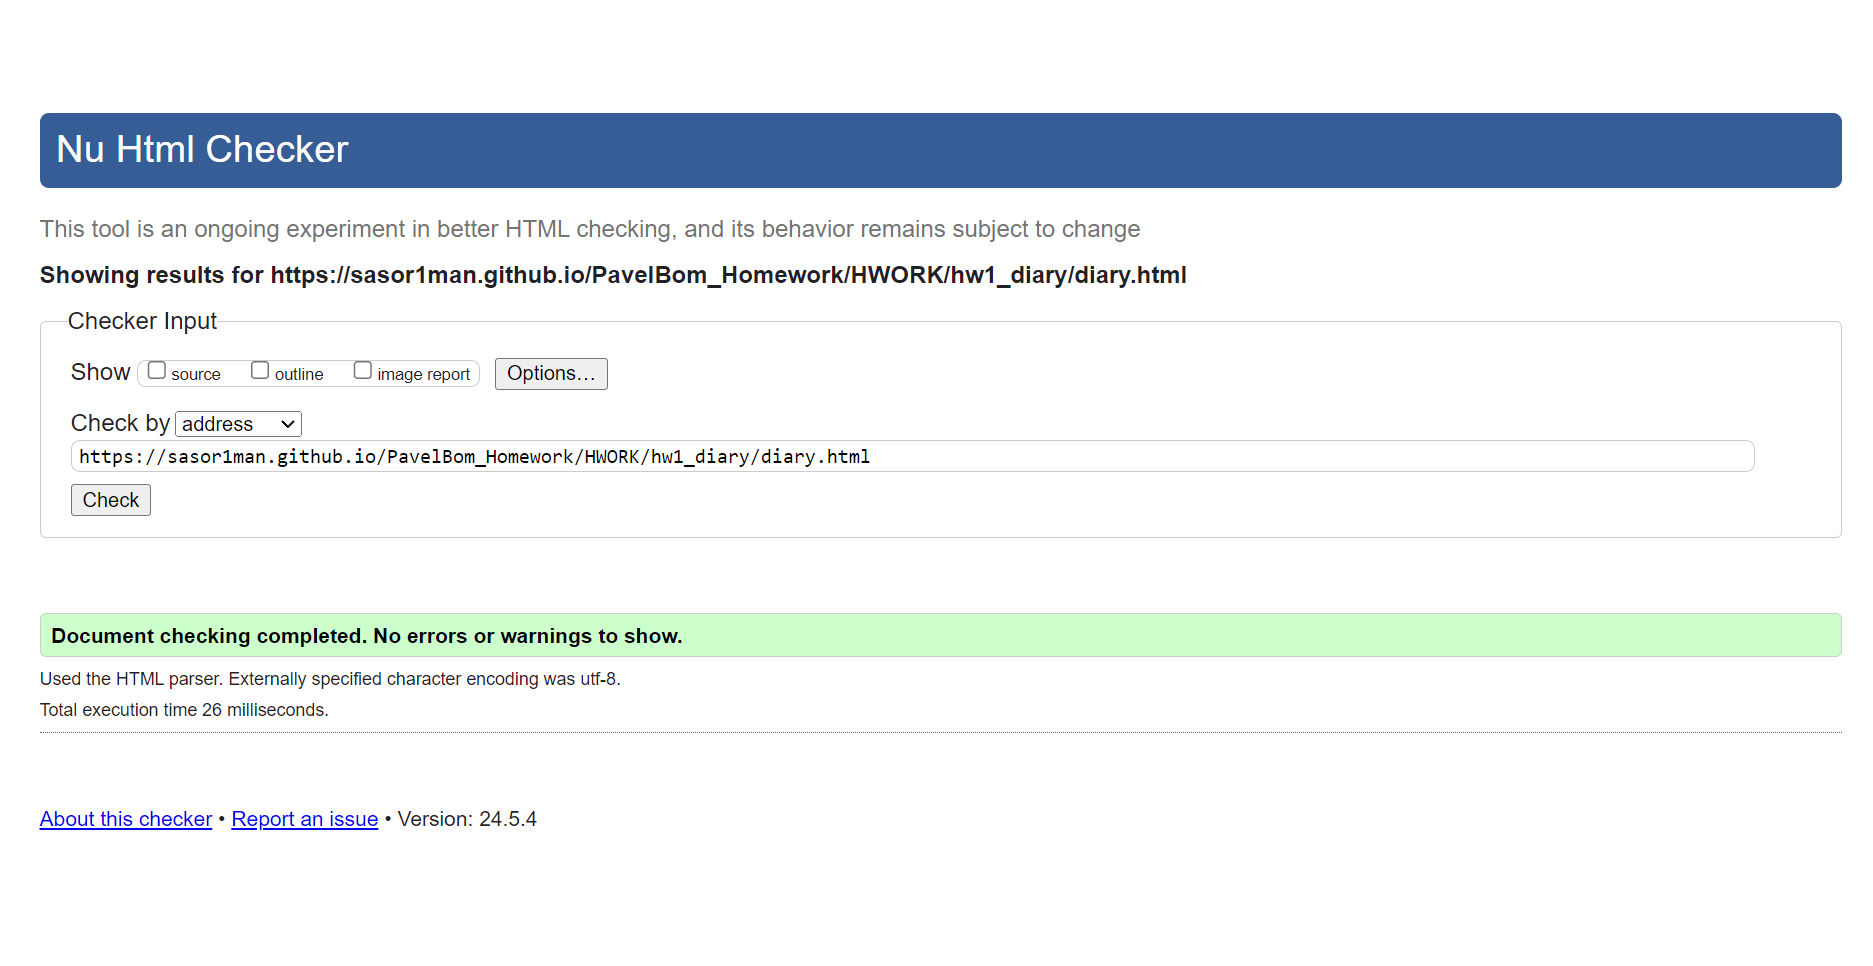 Nu Html Checker
This tool is an ongoing experiment in better HTML checking, and its behavior remains subject to change
Showing results for https://sasor1man.github.io/PavelBom_Homework/HWORK/hw1_diary/diary.html
Checker Input
Show source outline image report Options...
Check by address
https://sasor1man.github.io/PavelBom_Homework/HWORK/hw1_diary/diary.html
Check
Document checking completed. No errors or warnings to show.
Used the HTML parser. Externally specified character encoding was utf-8.
Total execution time 26 milliseconds.
About this checker • Report an issue • Version: 24.5.4